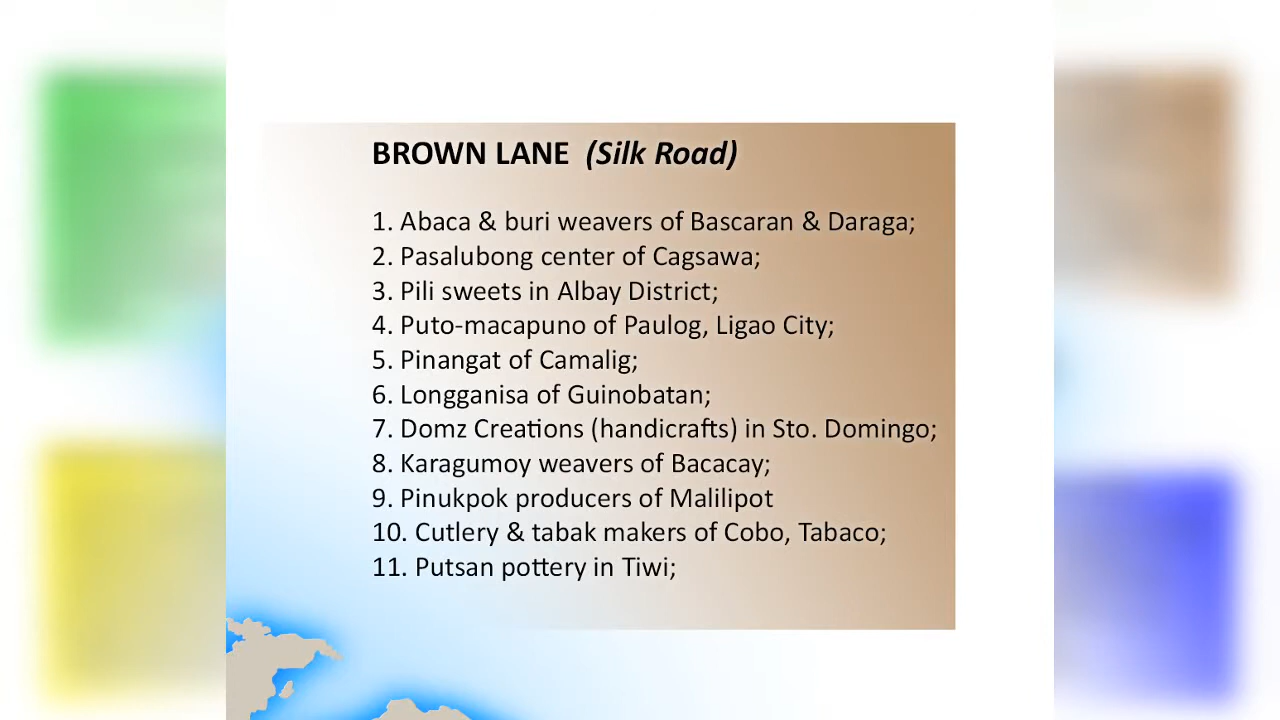 BROWN LANE (Silk Road)
1. Abaca & buri weavers of Bascaran & Daraga;
2. Pasalubong center of Cagsawa;
3. Pili sweets in Albay District;
4. Puto-macapuno of Paulog, Ligao City;
5. Pinangat of Camalig;
6. Longganisa of Guinobatan;
7. Domz Creations (handicrafts) in Sto. Domingo;
8. Karagumoy weavers of Bacacay;
9. Pinukpok producers of Malilipot
10. Cutlery & tabak makers of Cobo, Tabaco;
11. Putsan pottery in Tiwi;